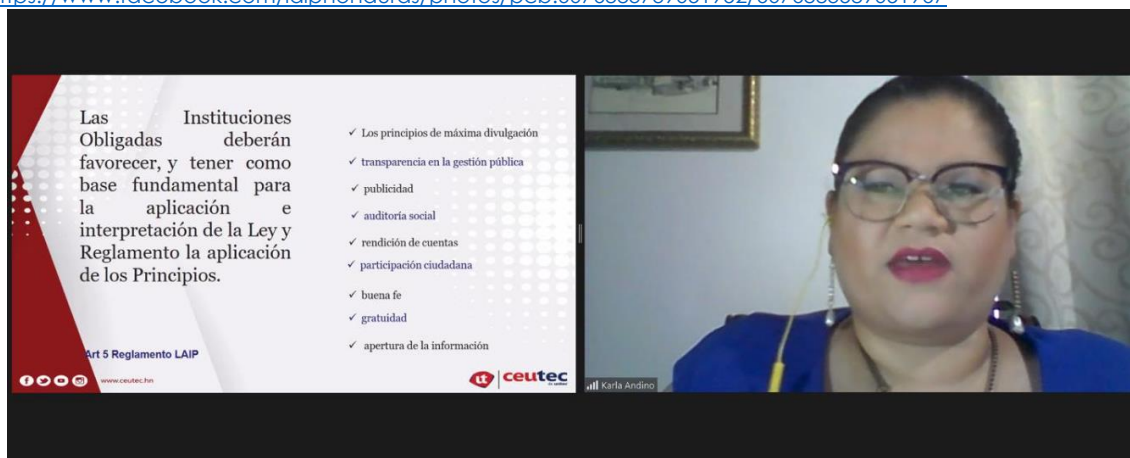 Las Instituciones
Obligadas deberán
favorecer, y tener como
base fundamental para
la aplicación e
interpretación de la Ley y
Reglamento la aplicación
de los Principios.
Art 5 Reglamento LAIP
www.ceutec.hn
✓ Los principios de máxima divulgación
✓ transparencia en la gestión pública
✓ publicidad
✓ auditoría social
✓ rendición de cuentas
✓ participación ciudadana
✓ buena fe
✓ gratuidad
✓ apertura de la información
ceutec
Karla Andino